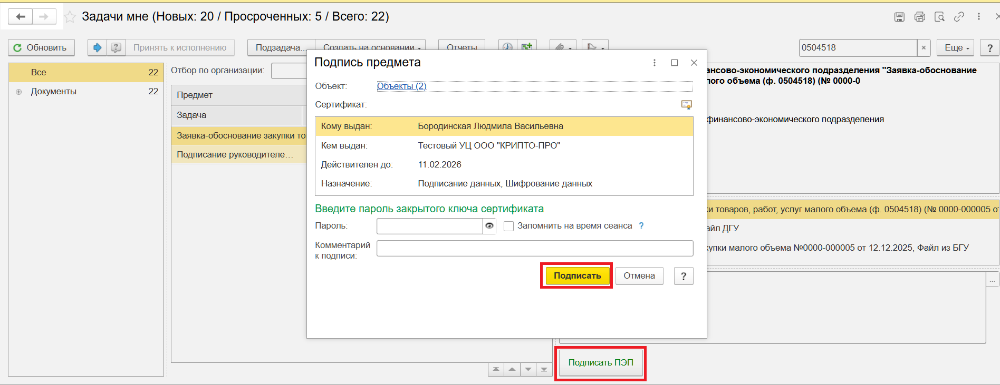 Задачи мне (Новых: 20 / Просроченных: 5 / Всего: 22)
Обновить
Принять к исполнению
Подзадача...
Создать на основании
Отчеты
0504518
×
Еще
?
Все 22
Документы 22
Отбор по организации:
Предмет
Задача
Заявка-обоснование закупки то
Подписание руководителе...
Подпись предмета
Объект: Объекты (2)
Сертификат:
Кому выдан: Бородинская Людмила Васильевна
Кем выдан: Тестовый УЦ ООО "КРИПТО-ПРО"
Действителен до: 11.02.2026
Назначение: Подписание данных, Шифрование данных
Введите пароль закрытого ключа сертификата
Пароль:
Запомнить на время сеанса ?
Комментарий
к подписи:
Подписать
Отмена
?
ансово-экономического подразделения "Заявка-обоснование
лого объема (ф. 0504518) (№ 0000-0
финансово-экономического подразделения
ки товаров, работ, услуг малого объема (ф. 0504518) (№ 0000-000005 от
айл ДГУ
купки малого объема №0000-000005 от 12.12.2025, Файл из БГУ
...
Подписать ПЭП